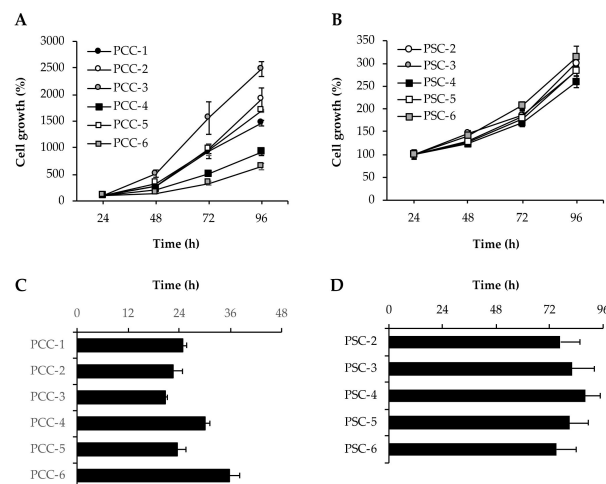 A
Cell growth (%)
3000
2500
2000
1500
1000
500
0
PCC-1
PCC-2
PCC-3
PCC-4
PCC-5
PCC-6
24 48 72 96
Time (h)
B
Cell growth (%)
350
300
250
200
150
100
50
0
PSC-2
PSC-3
PSC-4
PSC-5
PSC-6
24 48 72 96
Time (h)
C
Time (h)
0 12 24 36 48
PCC-1
PCC-2
PCC-3
PCC-4
PCC-5
PCC-6
D
Time (h)
0 24 48 72 96
PSC-2
PSC-3
PSC-4
PSC-5
PSC-6